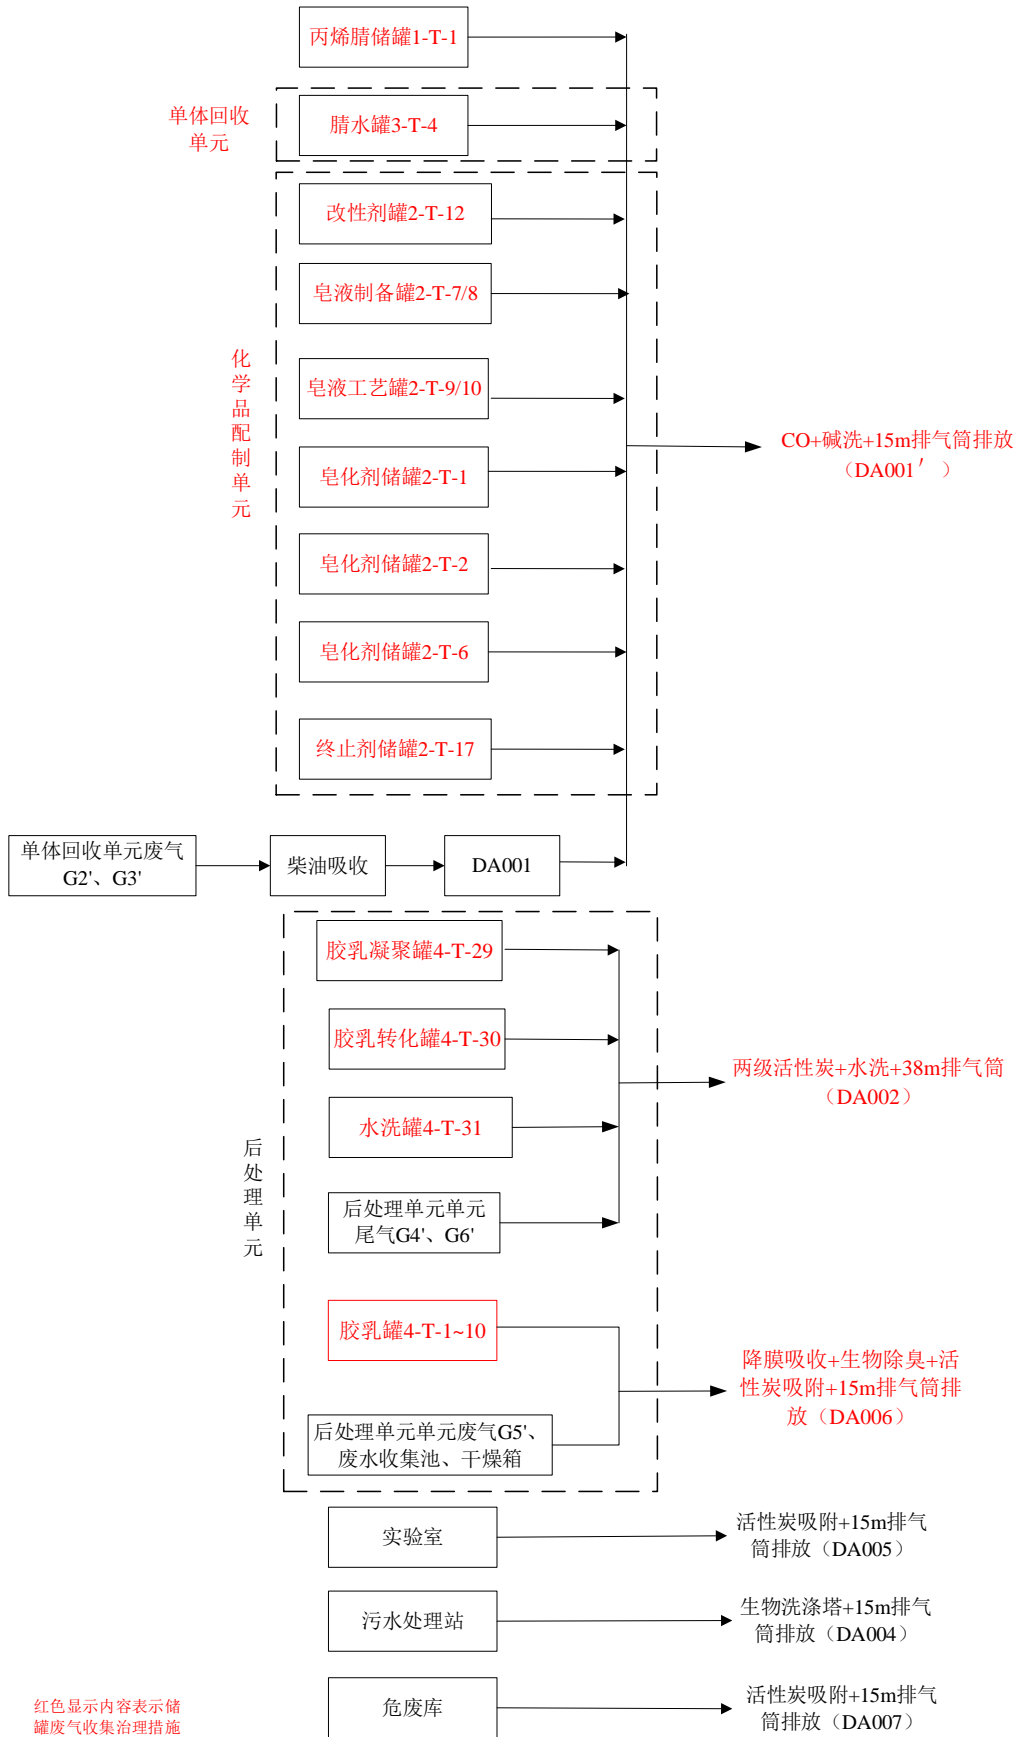 丙烯腈储罐1-T-1
单体回收
单元
腈水罐3-T-4
改性剂罐2-T-12
皂液制备罐2-T-7/8
化
学
品
配
制
单
元
皂液工艺罐2-T-9/10
皂化剂储罐2-T-1
皂化剂储罐2-T-2
皂化剂储罐2-T-6
终止剂储罐2-T-17
CO+碱洗+15m排气筒排放
（DA001′）
单体回收单元废气
G2'、G3'
柴油吸收
DA001
胶乳凝聚罐4-T-29
胶乳转化罐4-T-30
水洗罐4-T-31
后处理单元单元
尾气G4'、G6'
两级活性炭+水洗+38m排气筒
（DA002）
后
处
理
单
元
胶乳罐4-T-1~10
后处理单元单元废气G5'、
废水收集池、干燥箱
降膜吸收+生物除臭+活
性炭吸附+15m排气筒排
放（DA006）
实验室
活性炭吸附+15m排气
筒排放（DA005）
污水处理站
生物洗涤塔+15m排气
筒排放（DA004）
危废库
活性炭吸附+15m排气
筒排放（DA007）
红色显示内容表示储
罐废气收集治理措施